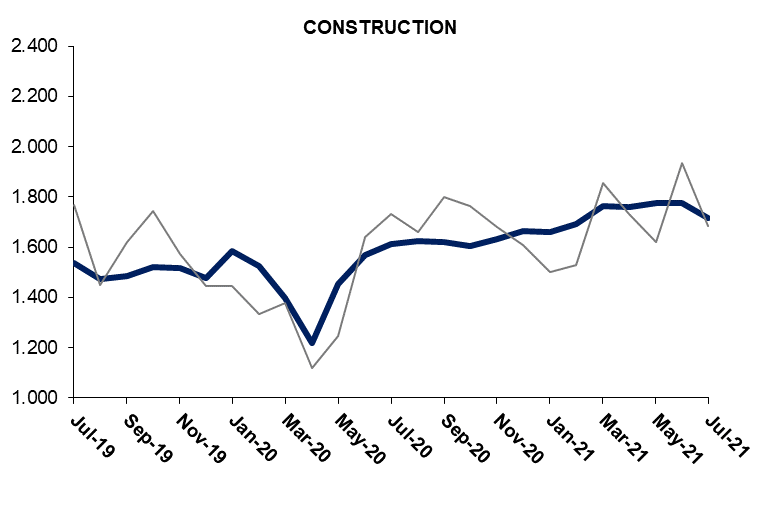 CONSTRUCTION
2.400
2.200
2.000
1.800
1.600
1.400
1.200
1.000
Jul-19
Sep-19
Nov-19
Jan-20
Mar-20
May-20
Jul-20
Sep-20
Nov-20
Jan-21
Mar-21
May-21
Jul-21